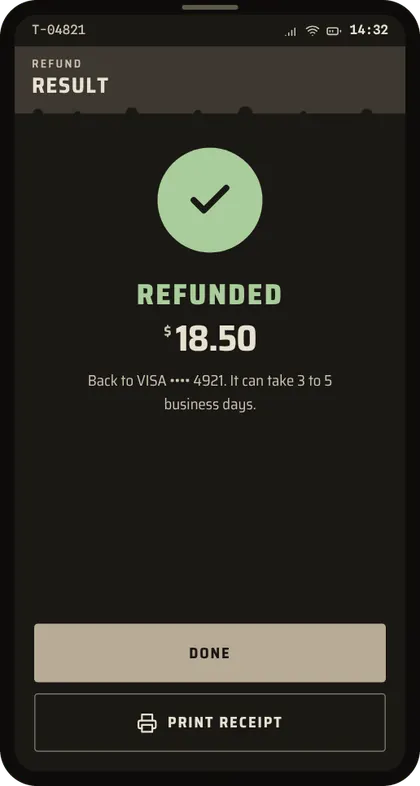 T-04821
14:32
REFUND
RESULT
REFUNDED
$18.50
Back to VISA •••• 4921. It can take 3 to 5
business days.
DONE
PRINT RECEIPT